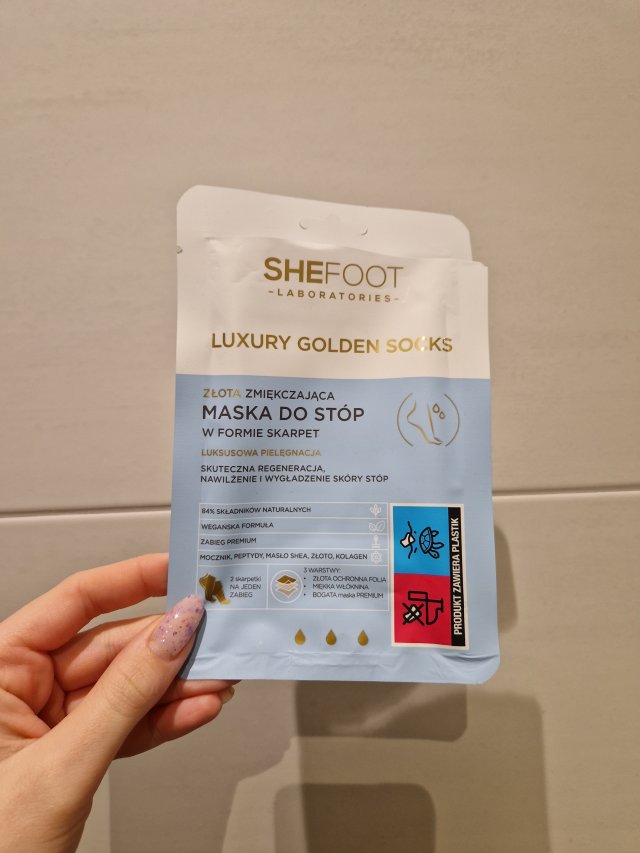 SHEFOOT
-LABORATORIES-
LUXURY GOLDEN SOCKS
ZŁOTA ZMIĘKCZAJĄCA
MASKA DO STÓP
W FORMIE SKARPET
LUKSUSOWA PIELĘGNACJA
SKUTECZNA REGENERACJA,
NAWILŻENIE I WYGŁADZENIE SKÓRY STÓP
84% SKŁADNIKÓW NATURALNYCH
WEGAŃSKA FORMUŁA
ZABIEG PREMIUM
MOCZNIK, PEPTYDY, MASŁO SHEA, ZŁOTO, KOLAGEN
2 skarpetki
NA JEDEN
ZABIEG
3 WARSTWY:
• ZŁOTA OCHRONNA FOLIA
• MIĘKKA WŁÓKNINA
• BOGATA maska PREMIUM
PRODUKT ZAWIERA PLASTIK